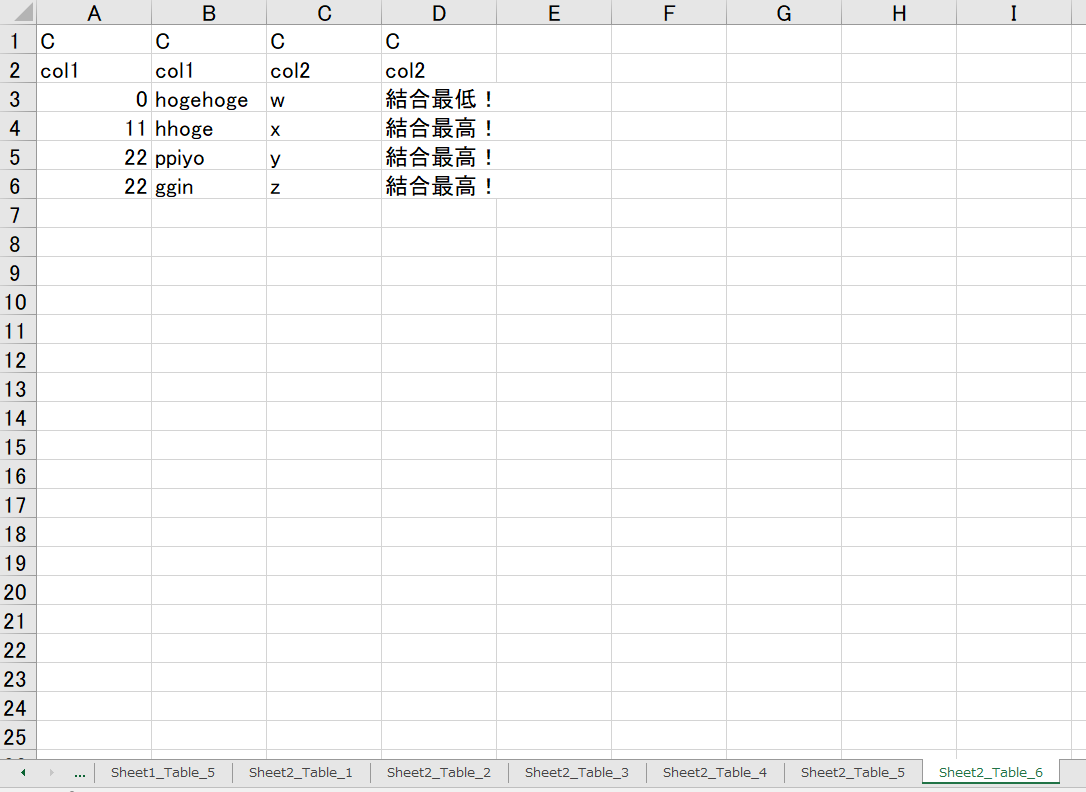 A B C D E F G H I
1 C C C C
2 col1 col1 col2 col2
3 0 hogehoge w 結合最低！
4 11 hhoge x 結合最高！
5 22 ppiyo y 結合最高！
6 22 ggin z 結合最高！
7
8
9
10
11
12
13
14
15
16
17
18
19
20
21
22
23
24
25
... Sheet1_Table_5 Sheet2_Table_1 Sheet2_Table_2 Sheet2_Table_3 Sheet2_Table_4 Sheet2_Table_5 Sheet2_Table_6